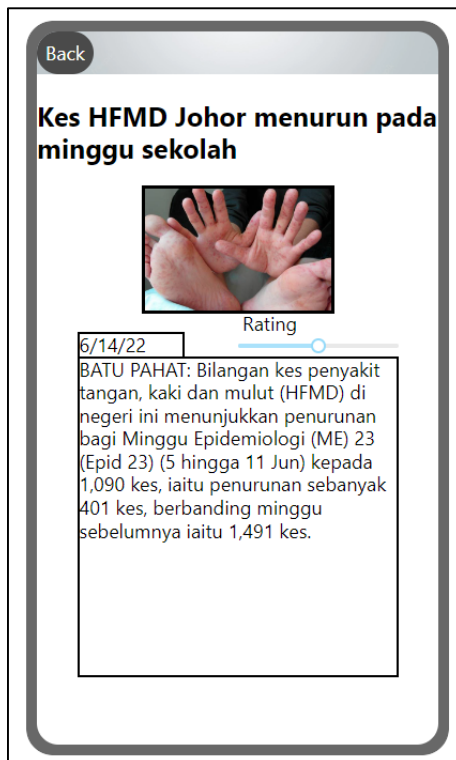 Back
Kes HFMD Johor menurun pada
minggu sekolah
Rating
6/14/22
BATU PAHAT: Bilangan kes penyakit
tangan, kaki dan mulut (HFMD) di
negeri ini menunjukkan penurunan
bagi Minggu Epidemiologi (ME) 23
(Epid 23) (5 hingga 11 Jun) kepada
1,090 kes, iaitu penurunan sebanyak
401 kes, berbanding minggu
sebelumnya iaitu 1,491 kes.